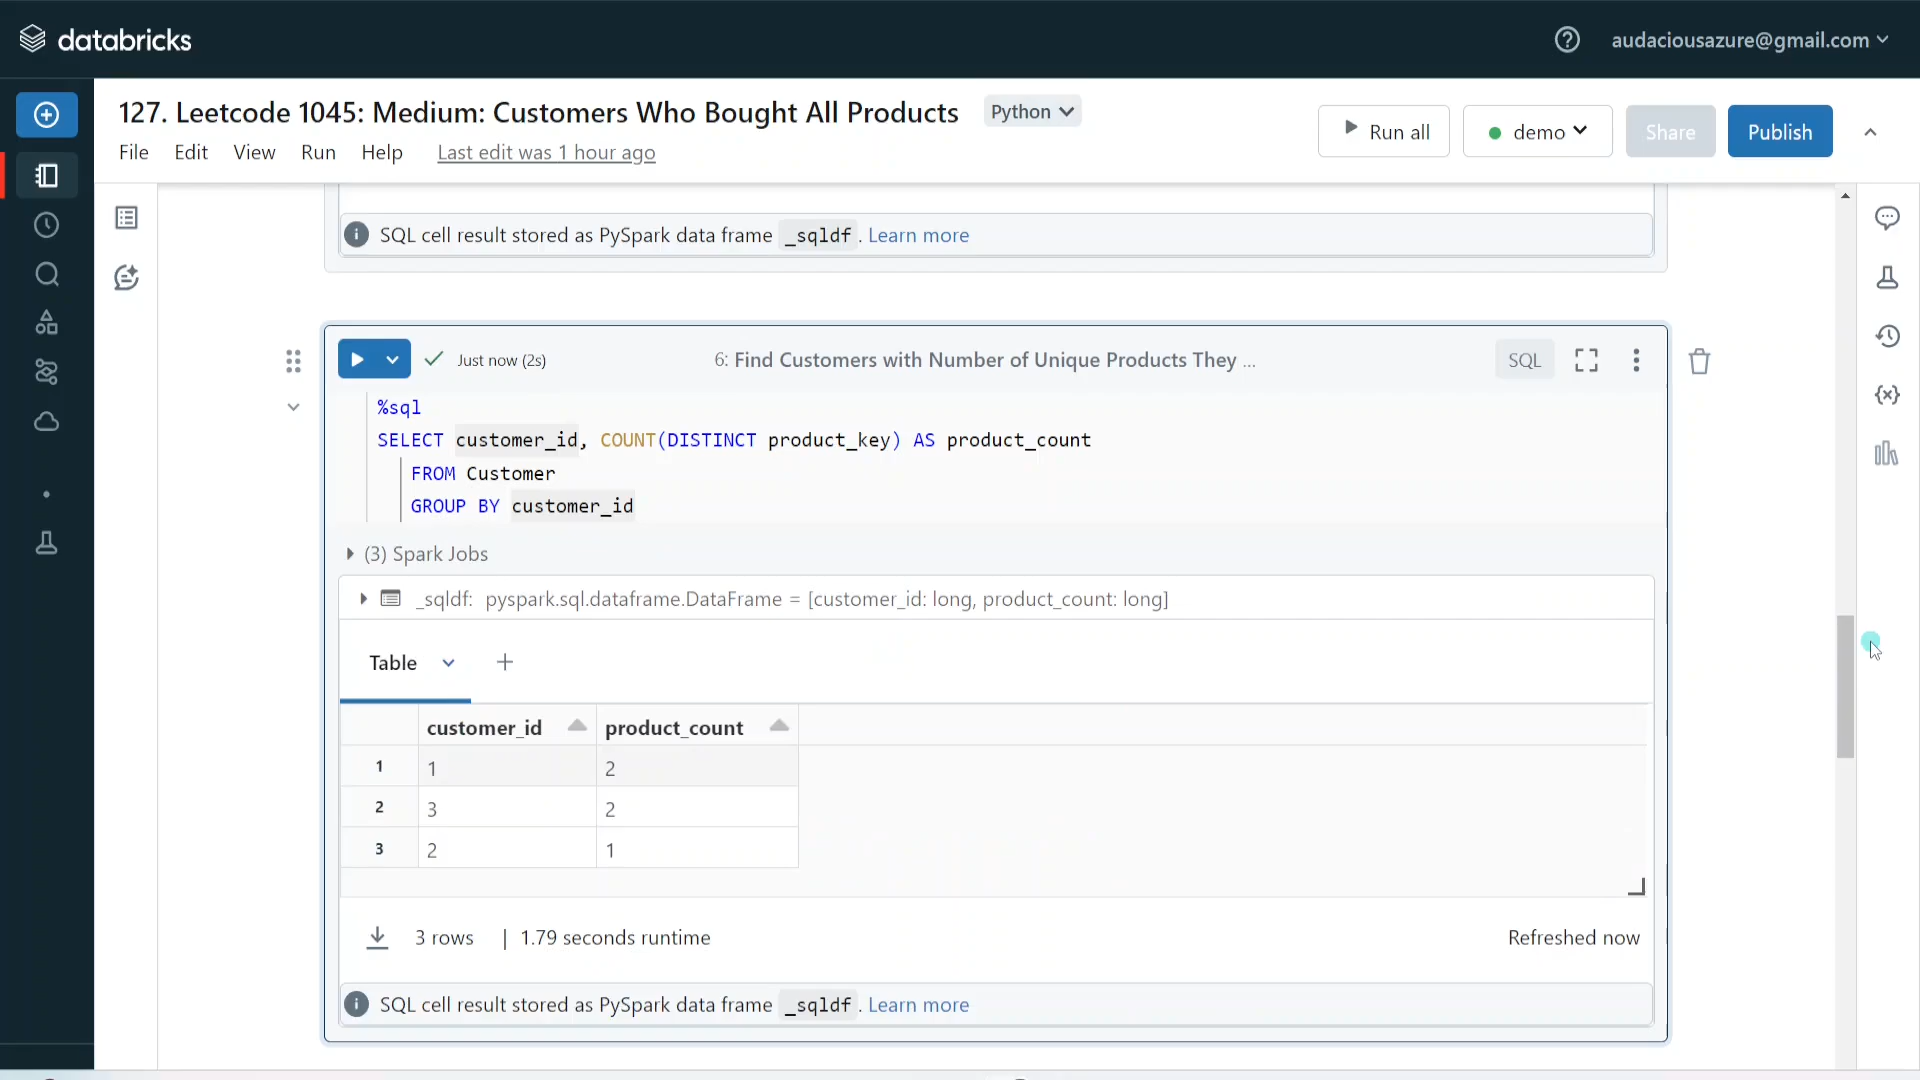 databricks
audaciousazure@gmail.com
127. Leetcode 1045: Medium: Customers Who Bought All Products
Python
File Edit View Run Help Last edit was 1 hour ago
Run all
demo
Share
Publish
SQL cell result stored as PySpark data frame _sqldf. Learn more
Just now (2s)
6: Find Customers with Number of Unique Products They ...
SQL
%sql
SELECT customer_id, COUNT(DISTINCT product_key) AS product_count
FROM Customer
GROUP BY customer_id
(3) Spark Jobs
_sqldf: pyspark.sql.dataframe.DataFrame = [customer_id: long, product_count: long]
Table
customer_id product_count
1 1 2
2 3 2
3 2 1
3 rows | 1.79 seconds runtime
Refreshed now
SQL cell result stored as PySpark data frame _sqldf. Learn more